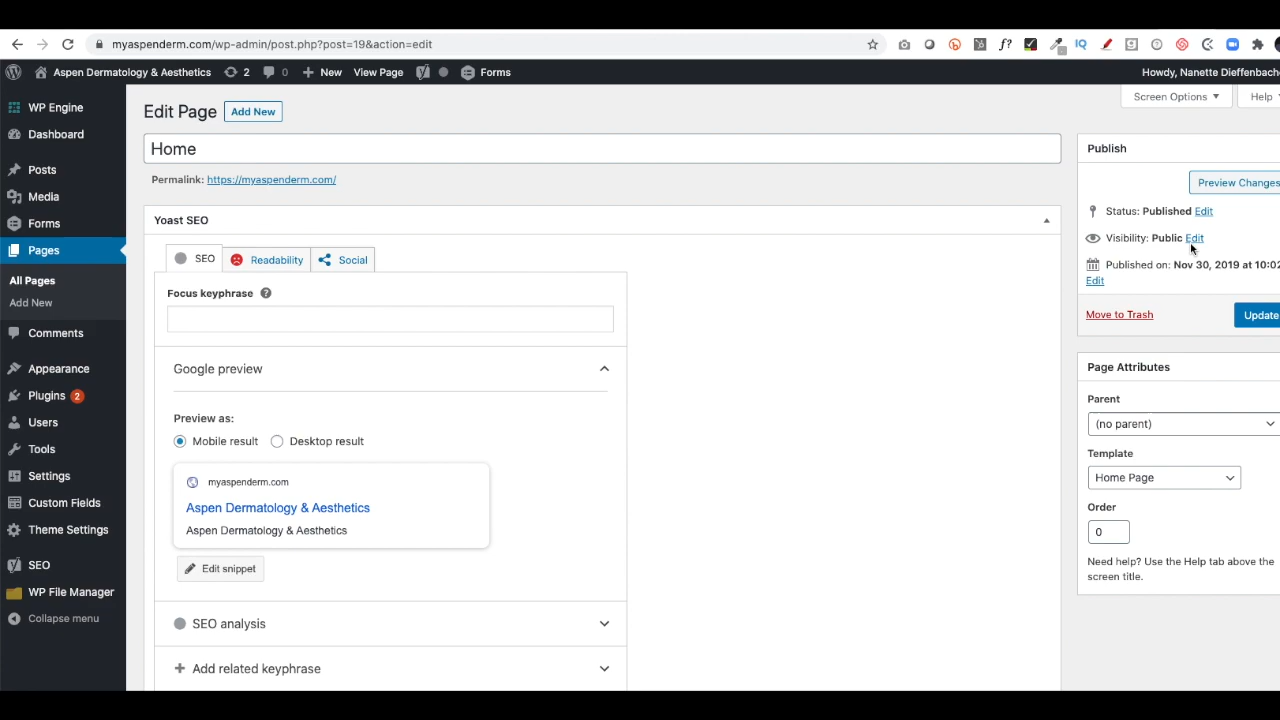 myaspenderm.com/wp-admin/post.php?post=19&action=edit
f?
IQ
Aspen Dermatology & Aesthetics 2 0 New View Page Forms
Howdy, Nanette Dieffenbache
WP Engine
Dashboard
Posts
Media
Forms
Pages
All Pages
Add New
Comments
Appearance
Plugins 2
Users
Tools
Settings
Custom Fields
Theme Settings
SEO
WP File Manager
Collapse menu
Screen Options
Help
Edit Page Add New
Home
Permalink: https://myaspenderm.com/
Yoast SEO
SEO Readability Social
Focus keyphrase ?
Google preview
Preview as:
Mobile result Desktop result
myaspenderm.com
Aspen Dermatology & Aesthetics
Aspen Dermatology & Aesthetics
Edit snippet
SEO analysis
Add related keyphrase
Publish
Preview Changes
Status: Published Edit
Visibility: Public Edit
Published on: Nov 30, 2019 at 10:02
Edit
Move to Trash Update
Page Attributes
Parent
(no parent)
Template
Home Page
Order
0
Need help? Use the Help tab above the
screen title.